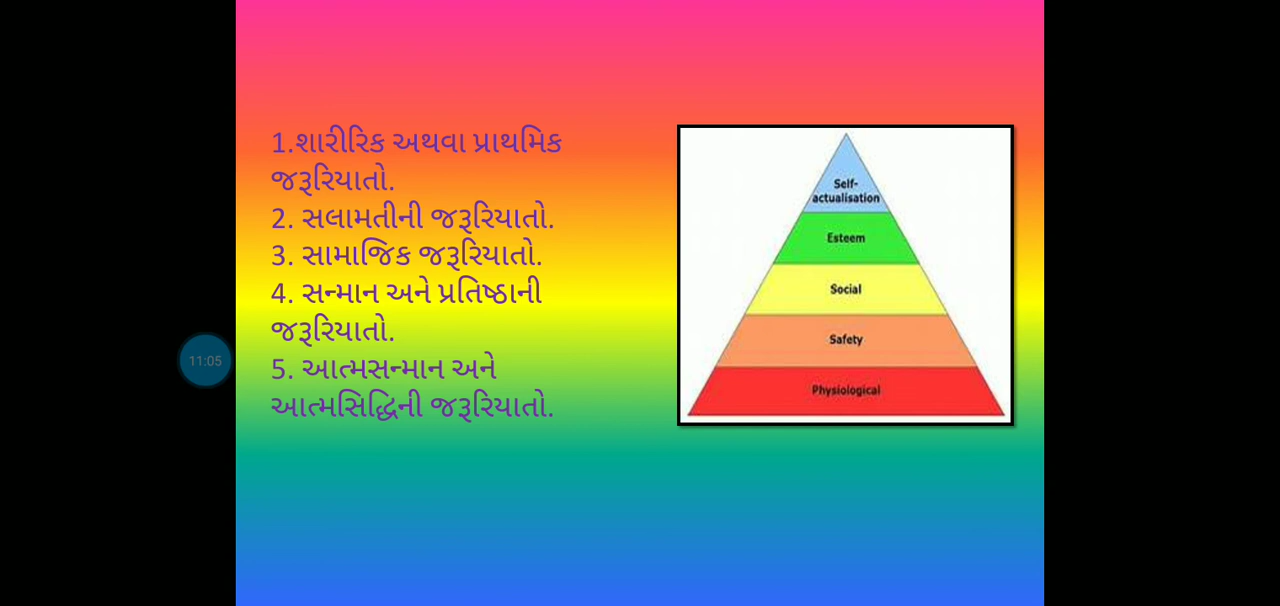 1.શારીરિક અથવા પ્રાથમિક
જરૂરિયાતો.
2. સલામતીની જરૂરિયાતો.
3. સામાજિક જરૂરિયાતો.
4. સન્માન અને પ્રતિષ્ઠાની
જરૂરિયાતો.
5. આત્મસન્માન અને
આત્મસિદ્ધિની જરૂરિયાતો.
11:05
Self-
actualisation
Esteem
Social
Safety
Physiological